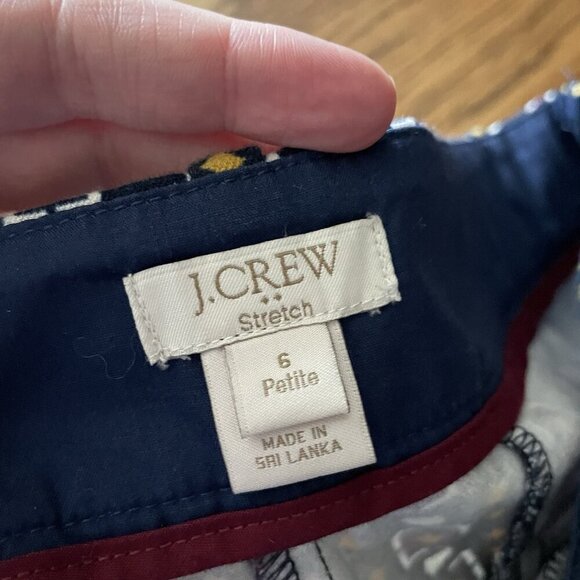 J.CREW
Stretch
6
Petite
MADE IN
SRI LANKA